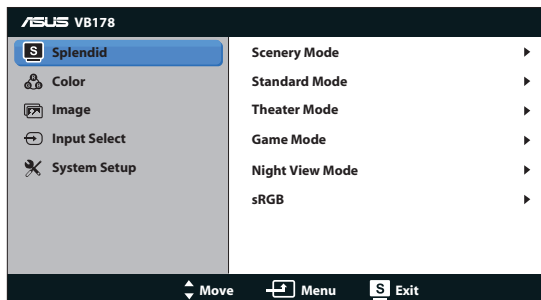 ASUS VB178
S Splendid
Color
Image
Input Select
System Setup
Scenery Mode
Standard Mode
Theater Mode
Game Mode
Night View Mode
sRGB
Move Menu S Exit